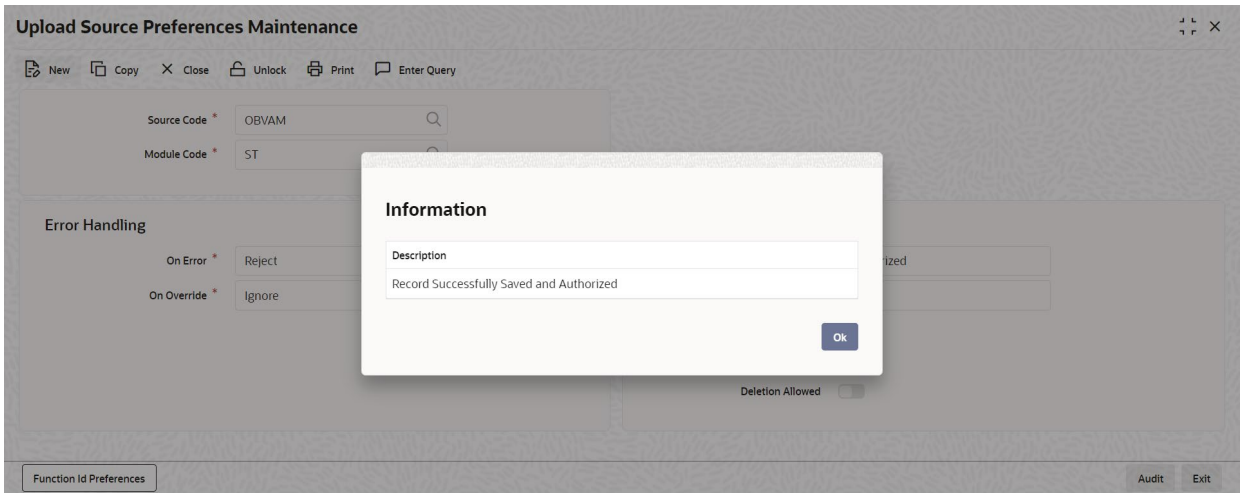 Upload Source Preferences Maintenance
New Copy Close Unlock Print Enter Query
Source Code * OBVAM
Module Code * ST
Information
Error Handling
Description
On Error * Reject
Record Successfully Saved and Authorized
On Override * Ignore
Ok
Deletion Allowed
Function Id Preferences Audit Exit